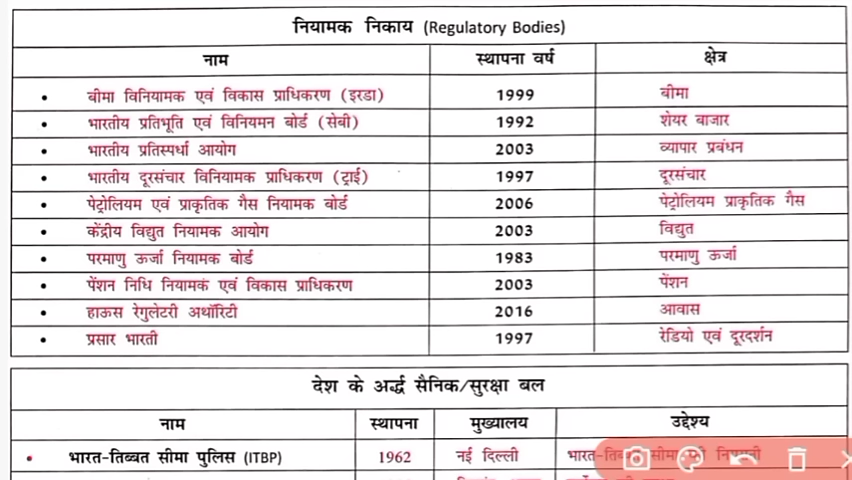 नियामक निकाय (Regulatory Bodies)
नाम स्थापना वर्ष क्षेत्र
• बीमा विनियामक एवं विकास प्राधिकरण (इरडा) 1999 बीमा
• भारतीय प्रतिभूति एवं विनियमन बोर्ड (सेबी) 1992 शेयर बाजार
• भारतीय प्रतिस्पर्धा आयोग 2003 व्यापार प्रबंधन
• भारतीय दूरसंचार विनियामक प्राधिकरण (ट्राई) 1997 दूरसंचार
• पेट्रोलियम एवं प्राकृतिक गैस नियामक बोर्ड 2006 पेट्रोलियम प्राकृतिक गैस
• केंद्रीय विद्युत नियामक आयोग 2003 विद्युत
• परमाणु ऊर्जा नियामक बोर्ड 1983 परमाणु ऊर्जा
• पेंशन निधि नियामक एवं विकास प्राधिकरण 2003 पेंशन
• हाऊस रेगुलेटरी अथॉरिटी 2016 आवास
• प्रसार भारती 1997 रेडियो एवं दूरदर्शन
देश के अर्द्ध सैनिक/सुरक्षा बल
नाम स्थापना मुख्यालय उद्देश्य
• भारत-तिब्बत सीमा पुलिस (ITBP) 1962 नई दिल्ली